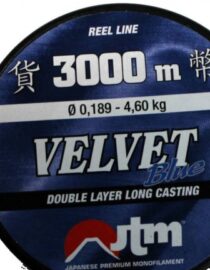 REEL LINE
貨 3000 m 幣
Ø 0,189 - 4,60 kg
VELVET
Blue
DOUBLE LAYER LONG CASTING
jtm
JAPANESE PREMIUM MONOFILAMENT